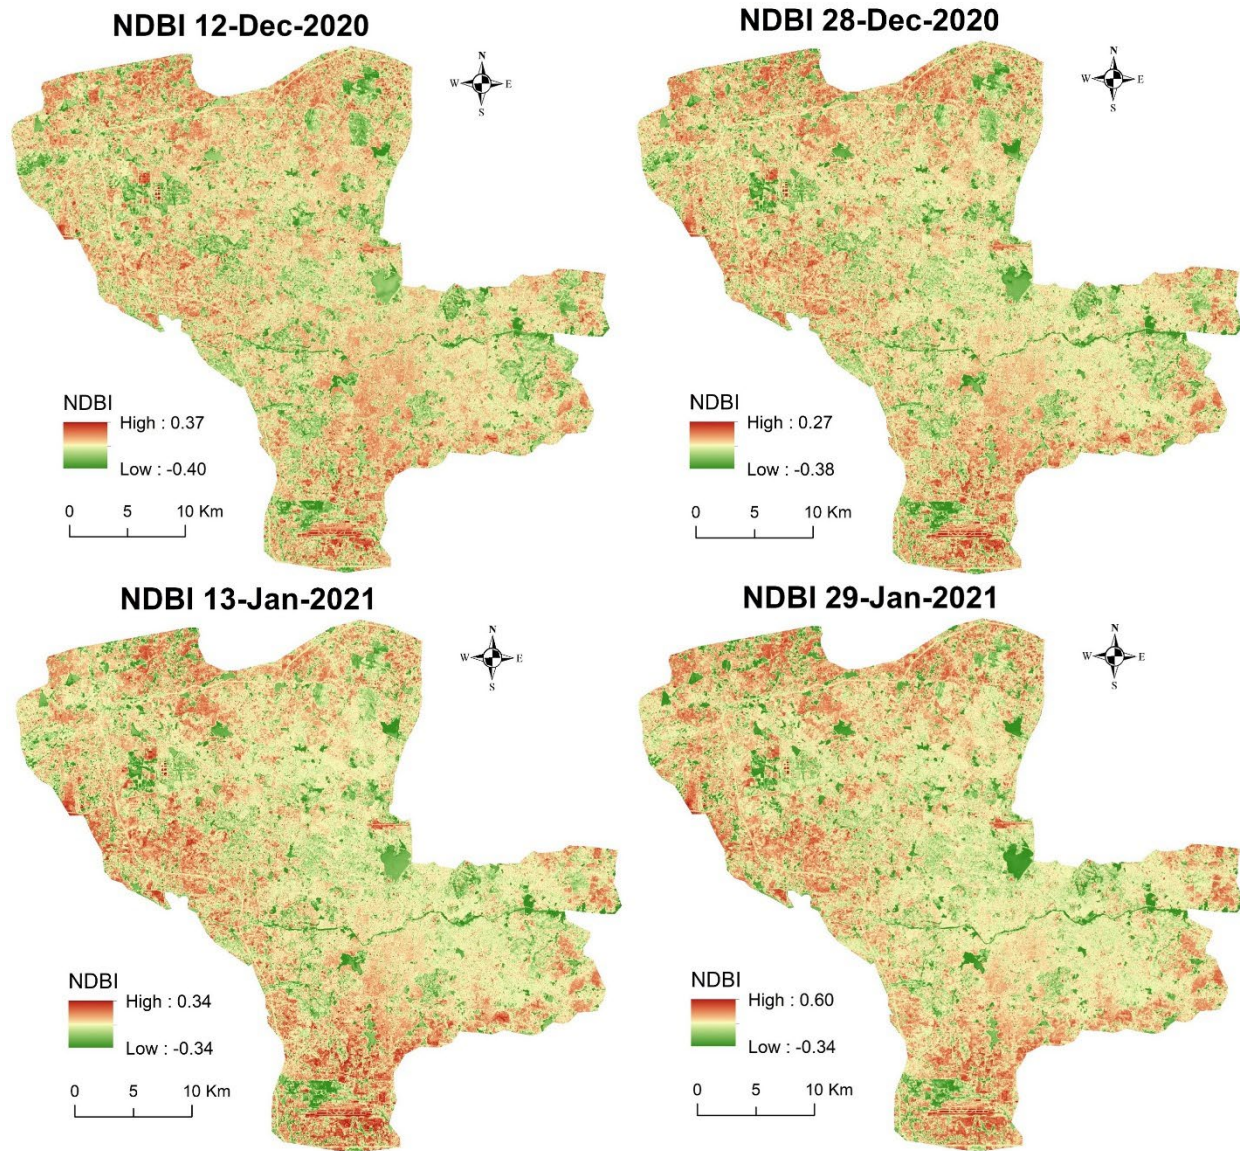 NDBI 12-Dec-2020
N
W E
S
NDBI
High : 0.37
Low : -0.40
0 5 10 Km
NDBI 28-Dec-2020
N
W E
S
NDBI
High : 0.27
Low : -0.38
0 5 10 Km
NDBI 13-Jan-2021
N
W E
S
NDBI
High : 0.34
Low : -0.34
0 5 10 Km
NDBI 29-Jan-2021
N
W E
S
NDBI
High : 0.60
Low : -0.34
0 5 10 Km